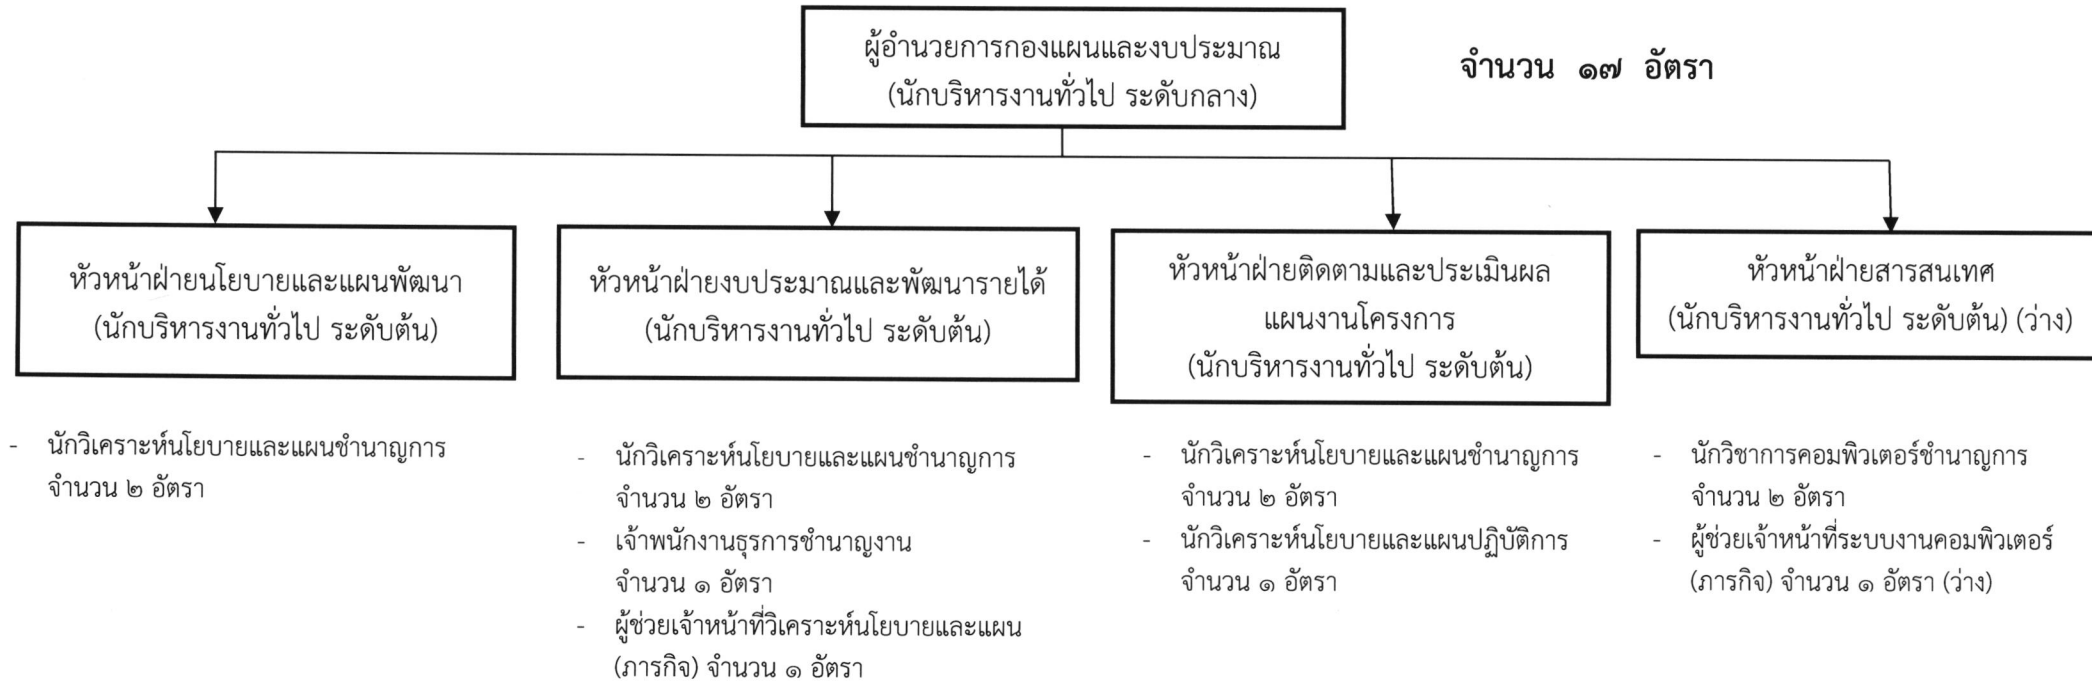 ผู้อำนวยการกองแผนและงบประมาณ
(นักบริหารงานทั่วไป ระดับกลาง)
จำนวน ๑๗ อัตรา
หัวหน้าฝ่ายนโยบายและแผนพัฒนา
(นักบริหารงานทั่วไป ระดับต้น)
หัวหน้าฝ่ายงบประมาณและพัฒนารายได้
(นักบริหารงานทั่วไป ระดับต้น)
หัวหน้าฝ่ายติดตามและประเมินผล
แผนงานโครงการ
(นักบริหารงานทั่วไป ระดับต้น)
หัวหน้าฝ่ายสารสนเทศ
(นักบริหารงานทั่วไป ระดับต้น) (ว่าง)
- นักวิเคราะห์นโยบายและแผนชำนาญการ
จำนวน ๒ อัตรา
- นักวิเคราะห์นโยบายและแผนชำนาญการ
จำนวน ๒ อัตรา
- เจ้าพนักงานธุรการชำนาญงาน
จำนวน ๑ อัตรา
- ผู้ช่วยเจ้าหน้าที่วิเคราะห์นโยบายและแผน
(ภารกิจ) จำนวน ๑ อัตรา
- นักวิเคราะห์นโยบายและแผนชำนาญการ
จำนวน ๒ อัตรา
- นักวิเคราะห์นโยบายและแผนปฏิบัติการ
จำนวน ๑ อัตรา
- นักวิชาการคอมพิวเตอร์ชำนาญการ
จำนวน ๒ อัตรา
- ผู้ช่วยเจ้าหน้าที่ระบบงานคอมพิวเตอร์
(ภารกิจ) จำนวน ๑ อัตรา (ว่าง)